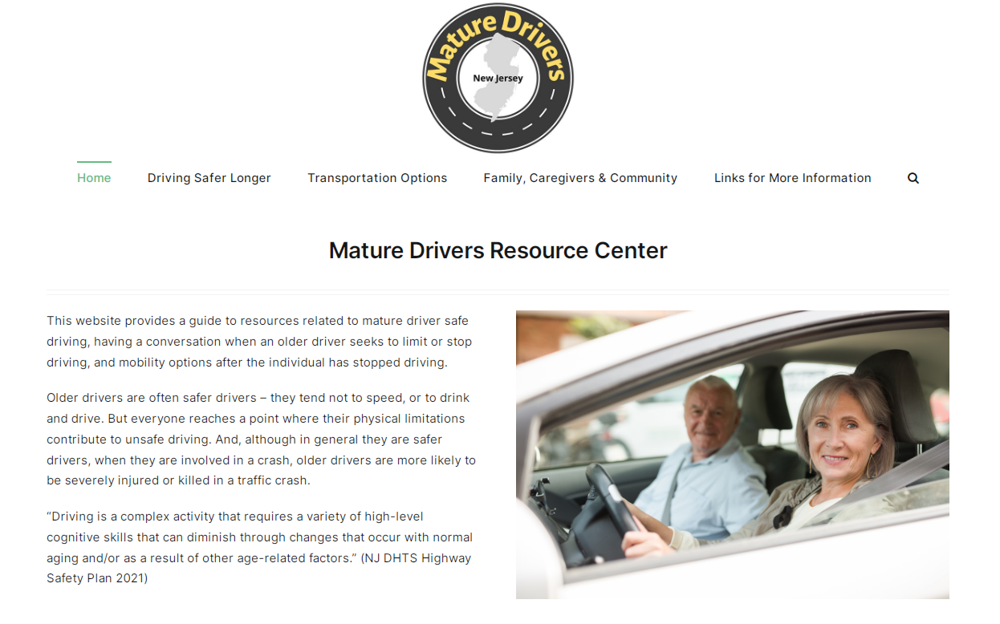 Mature Drivers
New Jersey
Home Driving Safer Longer Transportation Options Family, Caregivers & Community Links for More Information
Mature Drivers Resource Center
This website provides a guide to resources related to mature driver safe
driving, having a conversation when an older driver seeks to limit or stop
driving, and mobility options after the individual has stopped driving.
Older drivers are often safer drivers – they tend not to speed, or to drink
and drive. But everyone reaches a point where their physical limitations
contribute to unsafe driving. And, although in general they are safer
drivers, when they are involved in a crash, older drivers are more likely to
be severely injured or killed in a traffic crash.
“Driving is a complex activity that requires a variety of high-level
cognitive skills that can diminish through changes that occur with normal
aging and/or as a result of other age-related factors.” (NJ DHTS Highway
Safety Plan 2021)